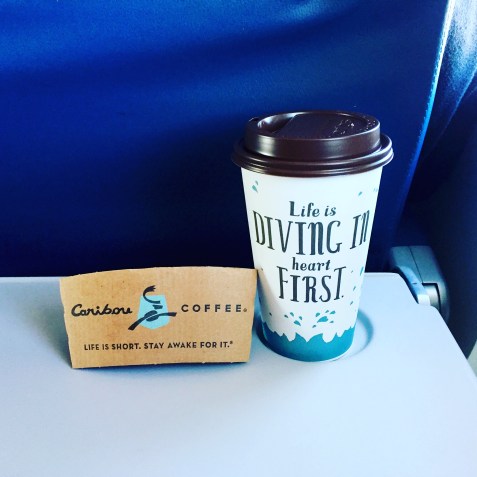 Life is
DIVING IN
heart
FIRST.
Caribou COFFEE®
LIFE IS SHORT. STAY AWAKE FOR IT.®